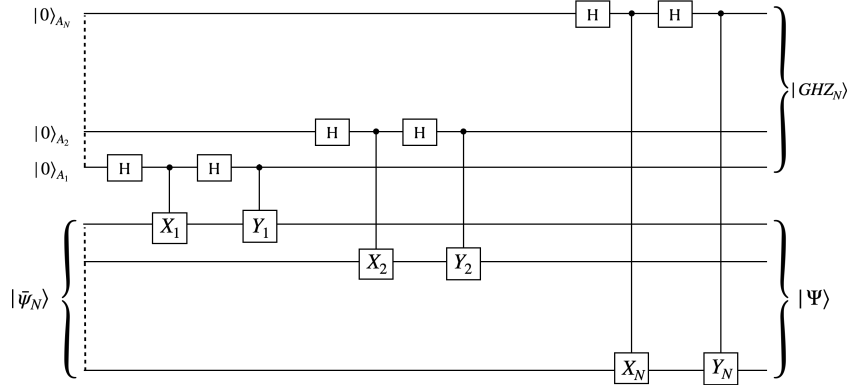 |0⟩_{A_N} H H
|GHZ_N⟩
|0⟩_{A_2} H H
|0⟩_{A_1} H H
X_1 Y_1
X_2 Y_2
|ψ̄_N⟩ |Ψ⟩
X_N Y_N